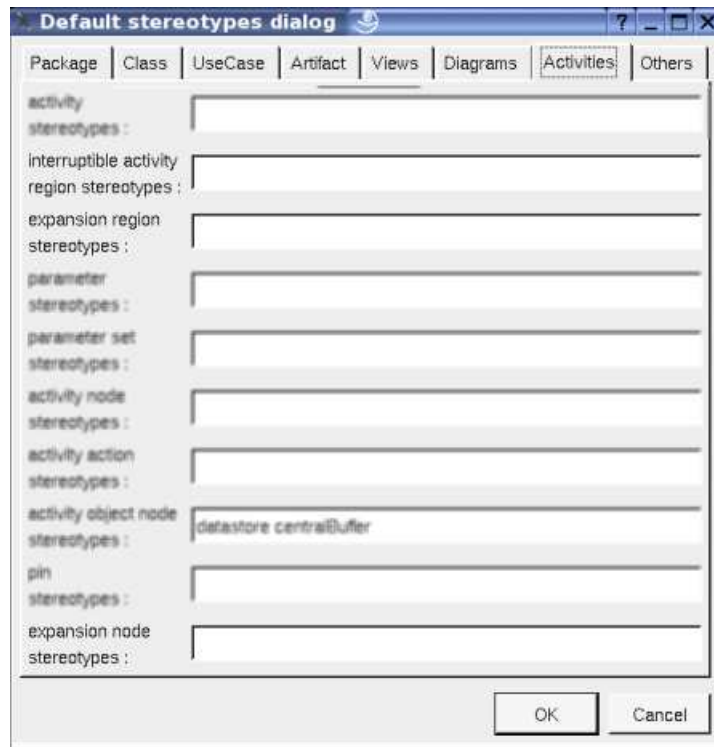 Default stereotypes dialog
Package Class UseCase Artifact Views Diagrams Activities Others
activity
stereotypes :
interruptible activity
region stereotypes :
expansion region
stereotypes :
parameter
stereotypes :
parameter set
stereotypes :
activity node
stereotypes :
activity action
stereotypes :
activity object node
stereotypes :
datastore centralBuffer
pin
stereotypes :
expansion node
stereotypes :
OK Cancel